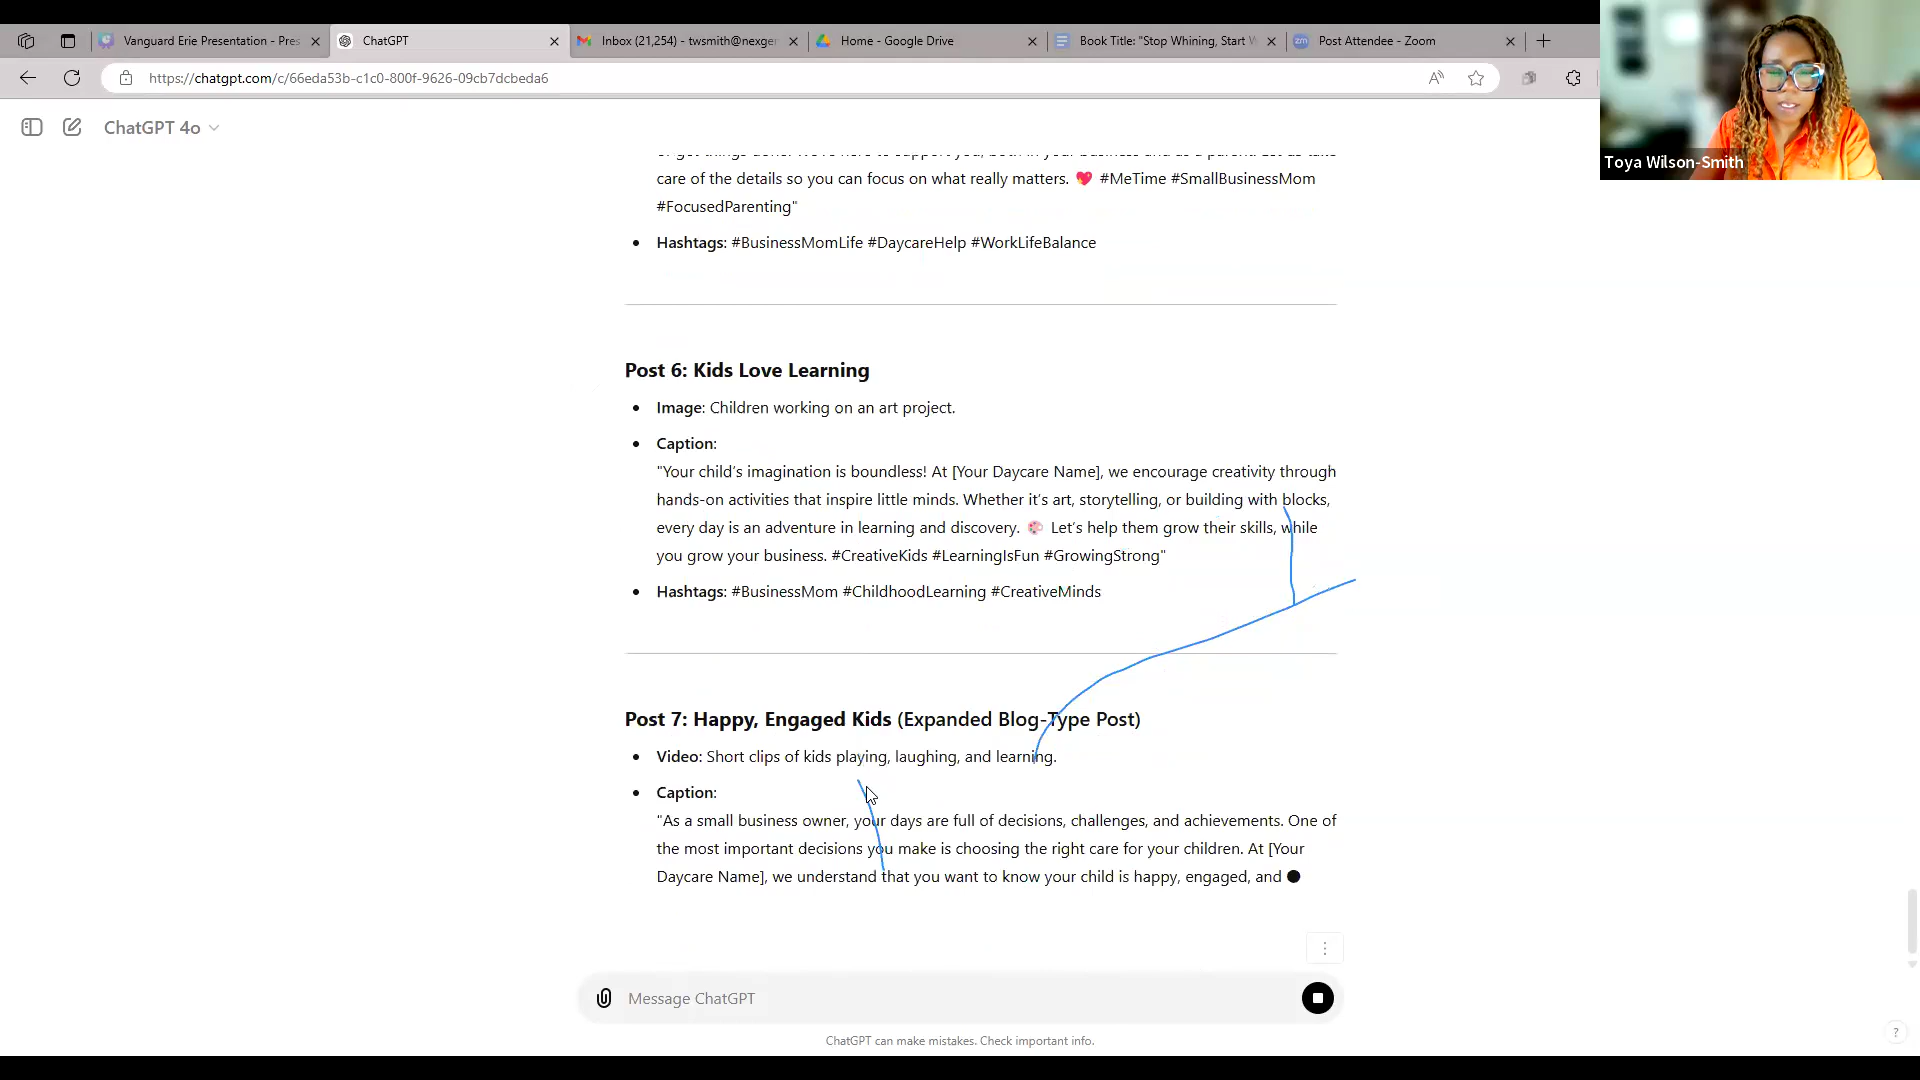 Vanguard Erie Presentation - Pres
ChatGPT
Inbox (21,254) - twsmith@nexger
Home - Google Drive
Book Title: "Stop Whining, Start W
zm Post Attendee - Zoom
https://chatgpt.com/c/66eda53b-c1c0-800f-9626-09cb7dcbeda6
Toya Wilson-Smith
ChatGPT 4o
care of the details so you can focus on what really matters. 💖 #MeTime #SmallBusinessMom
#FocusedParenting"
• Hashtags: #BusinessMomLife #DaycareHelp #WorkLifeBalance
Post 6: Kids Love Learning
• Image: Children working on an art project.
• Caption:
"Your child’s imagination is boundless! At [Your Daycare Name], we encourage creativity through
hands-on activities that inspire little minds. Whether it’s art, storytelling, or building with blocks,
every day is an adventure in learning and discovery. 🎨 Let’s help them grow their skills, while
you grow your business. #CreativeKids #LearningIsFun #GrowingStrong"
• Hashtags: #BusinessMom #ChildhoodLearning #CreativeMinds
Post 7: Happy, Engaged Kids (Expanded Blog-Type Post)
• Video: Short clips of kids playing, laughing, and learning.
• Caption:
"As a small business owner, your days are full of decisions, challenges, and achievements. One of
the most important decisions you make is choosing the right care for your children. At [Your
Daycare Name], we understand that you want to know your child is happy, engaged, and
Message ChatGPT
ChatGPT can make mistakes. Check important info.
?